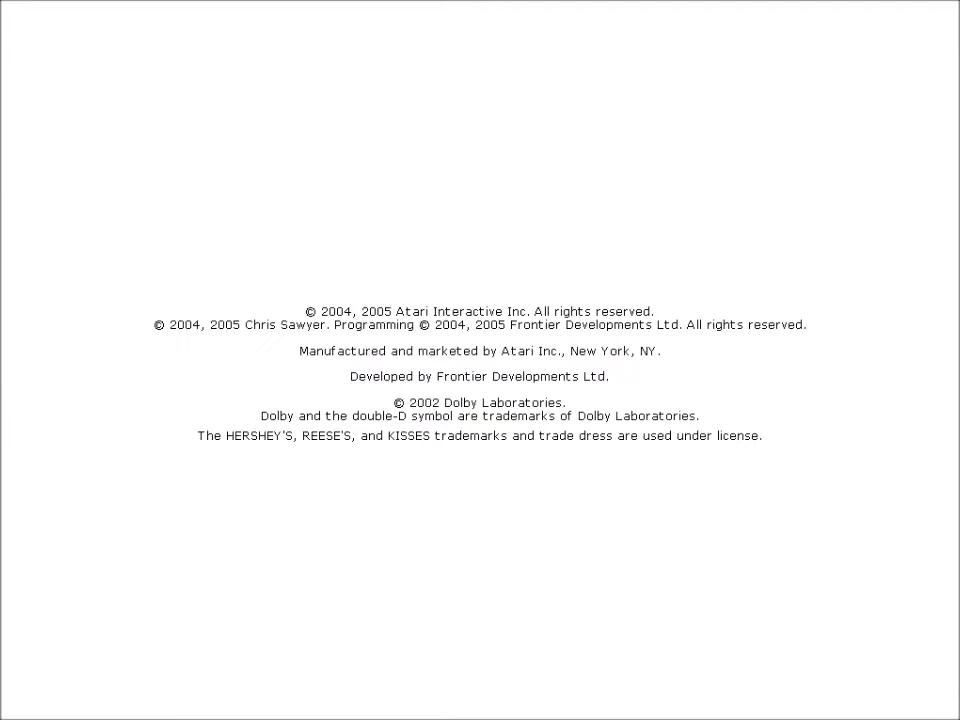 © 2004, 2005 Atari Interactive Inc. All rights reserved.
© 2004, 2005 Chris Sawyer. Programming © 2004, 2005 Frontier Developments Ltd. All rights reserved.
Manufactured and marketed by Atari Inc., New York, NY.
Developed by Frontier Developments Ltd.
© 2002 Dolby Laboratories.
Dolby and the double-D symbol are trademarks of Dolby Laboratories.
The HERSHEY'S, REESE'S, and KISSES trademarks and trade dress are used under license.